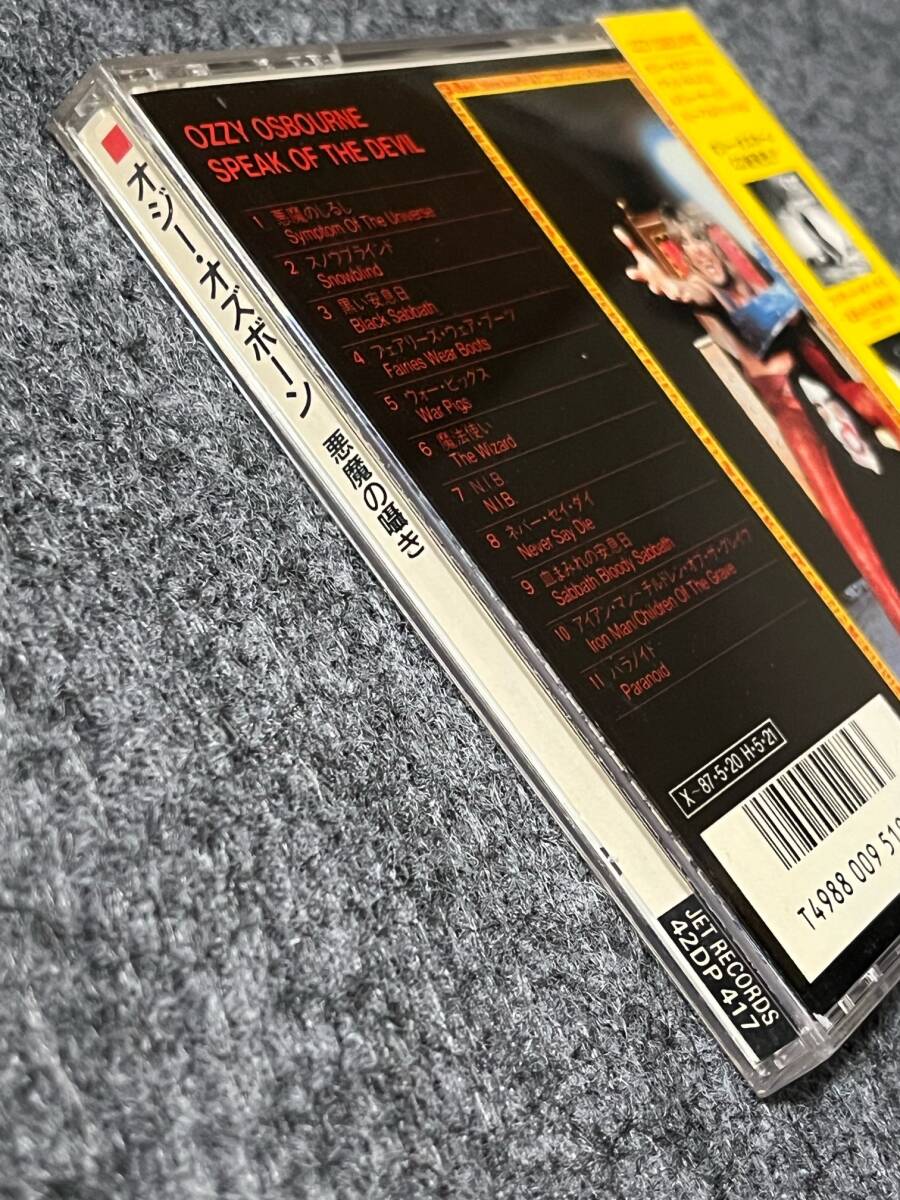 オジー・オズボーン 悪魔の囁き
JET RECORDS
42DP 417
OZZY OSBOURNE
SPEAK OF THE DEVIL
1 悪魔のしるし
Symptom Of The Universe
2 スノウブラインド
Snowblind
3 黒い安息日
Black Sabbath
4 フェアリーズ・ウェア・ブーツ
Fairies Wear Boots
5 ウォー・ピッグス
War Pigs
6 魔法使い
The Wizard
7 N.I.B.
N.I.B.
8 ネバー・セイ・ダイ
Never Say Die
9 血まみれの安息日
Sabbath Bloody Sabbath
10 アイアン・マン~チルドレン・オブ・ザ・グレイヴ
Iron Man/Children Of The Grave
11 パラノイド
Paranoid
X~87・5・20 H・5・21
T4988 009 51
OZZY OSBOURNE